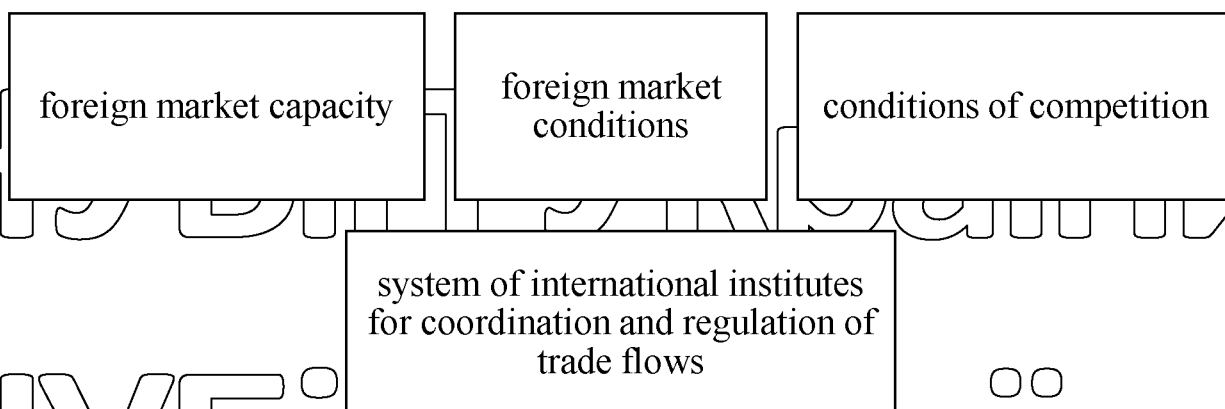 foreign market capacity
foreign market
conditions
conditions of competition
system of international institutes
for coordination and regulation of
trade flows